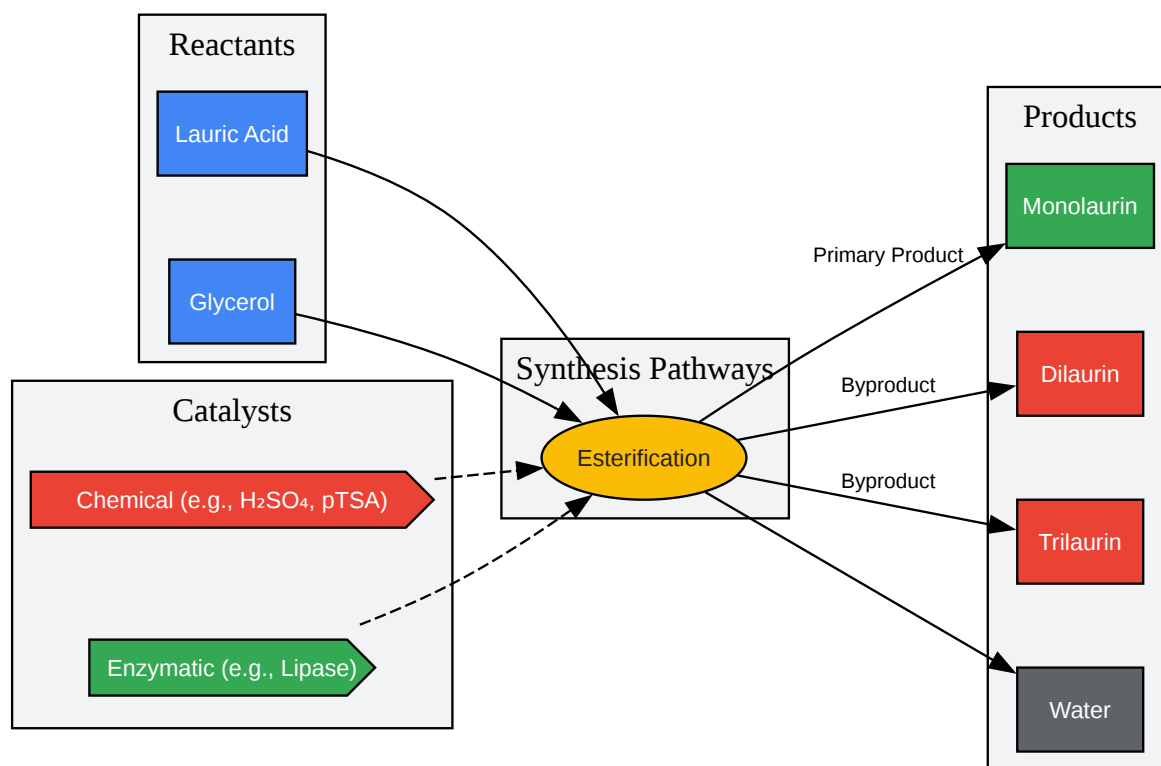 Reactants
Lauric Acid
Glycerol
Catalysts
Chemical (e.g., H₂SO₄, pTSA)
Enzymatic (e.g., Lipase)
Synthesis Pathways
Esterification
Primary Product
Byproduct
Byproduct
Products
Monolaurin
Dilaurin
Trilaurin
Water